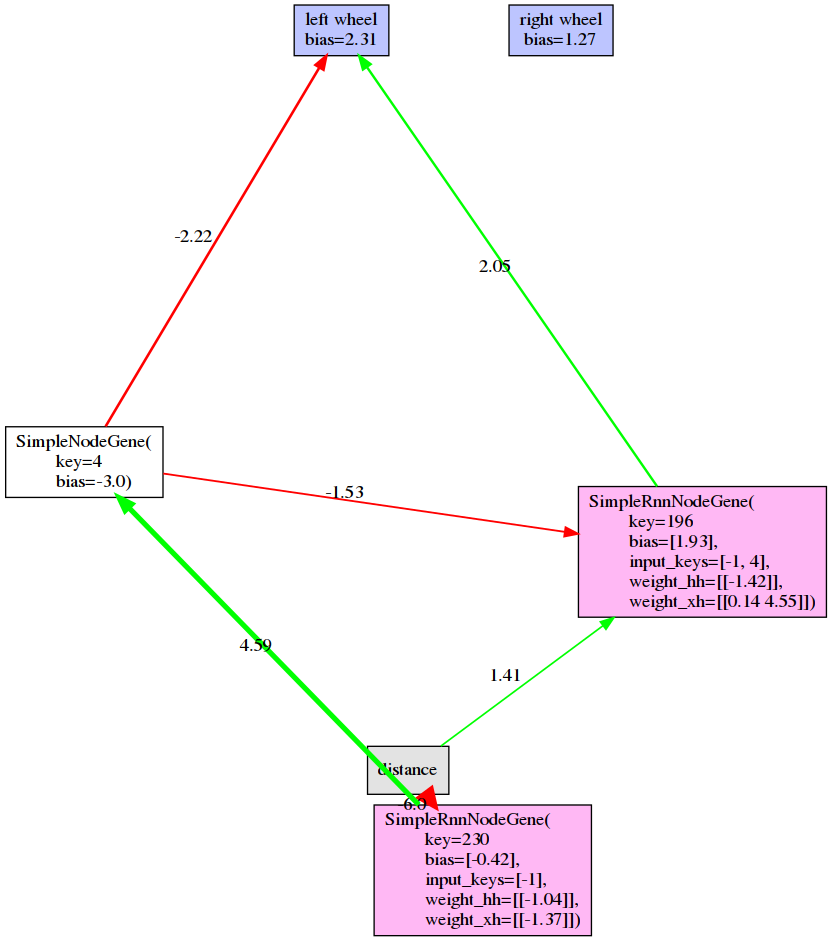 left wheel
bias=2.31
right wheel
bias=1.27
-2.22
2.05
SimpleNodeGene(
key=4
bias=-3.0)
-1.53
SimpleRnnNodeGene(
key=196
bias=[1.93],
input_keys=[-1, 4],
weight_hh=[[-1.42]],
weight_xh=[[0.14 4.55]])
4.59
1.41
distance
-6.0
SimpleRnnNodeGene(
key=230
bias=[-0.42],
input_keys=[-1],
weight_hh=[[-1.04]],
weight_xh=[[-1.37]])